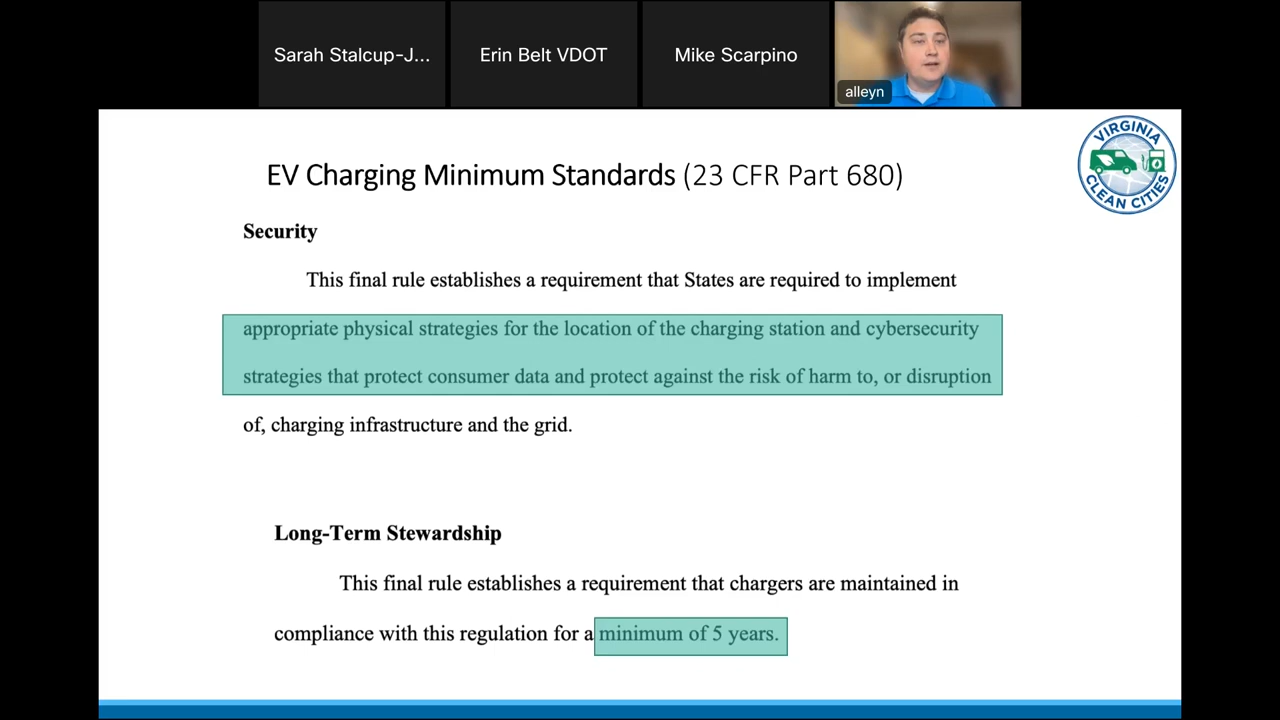 Sarah Stalcup-J...
Erin Belt VDOT
Mike Scarpino
alleyn
VIRGINIA
CLEAN CITIES
EV Charging Minimum Standards (23 CFR Part 680)
Security
This final rule establishes a requirement that States are required to implement
appropriate physical strategies for the location of the charging station and cybersecurity
strategies that protect consumer data and protect against the risk of harm to, or disruption
of, charging infrastructure and the grid.
Long-Term Stewardship
This final rule establishes a requirement that chargers are maintained in
compliance with this regulation for a minimum of 5 years.